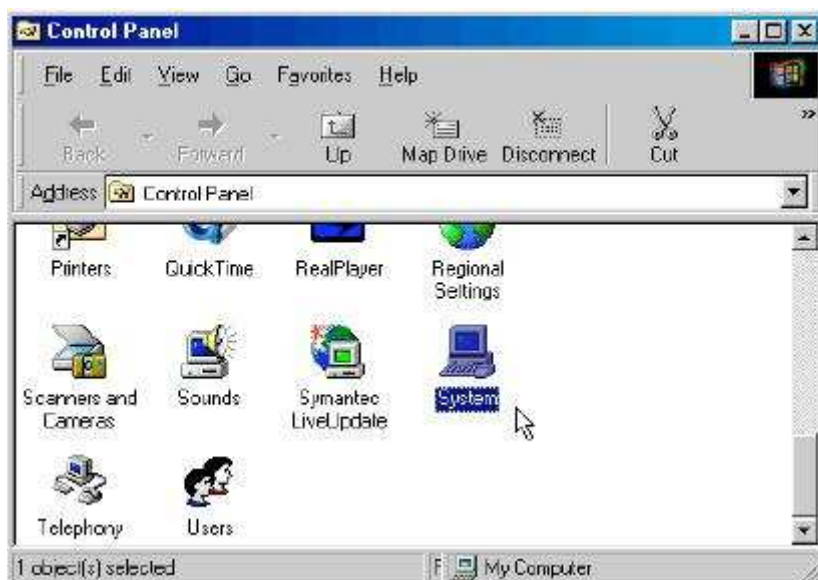 Control Panel
File Edit View Go Favorites Help
Back Forward Up Map Drive Disconnect Cut »
Address Control Panel
Printers QuickTime RealPlayer Regional Settings
Scanners and Cameras Sounds Symantec LiveUpdate System
Telephony Users
1 object(s) selected My Computer